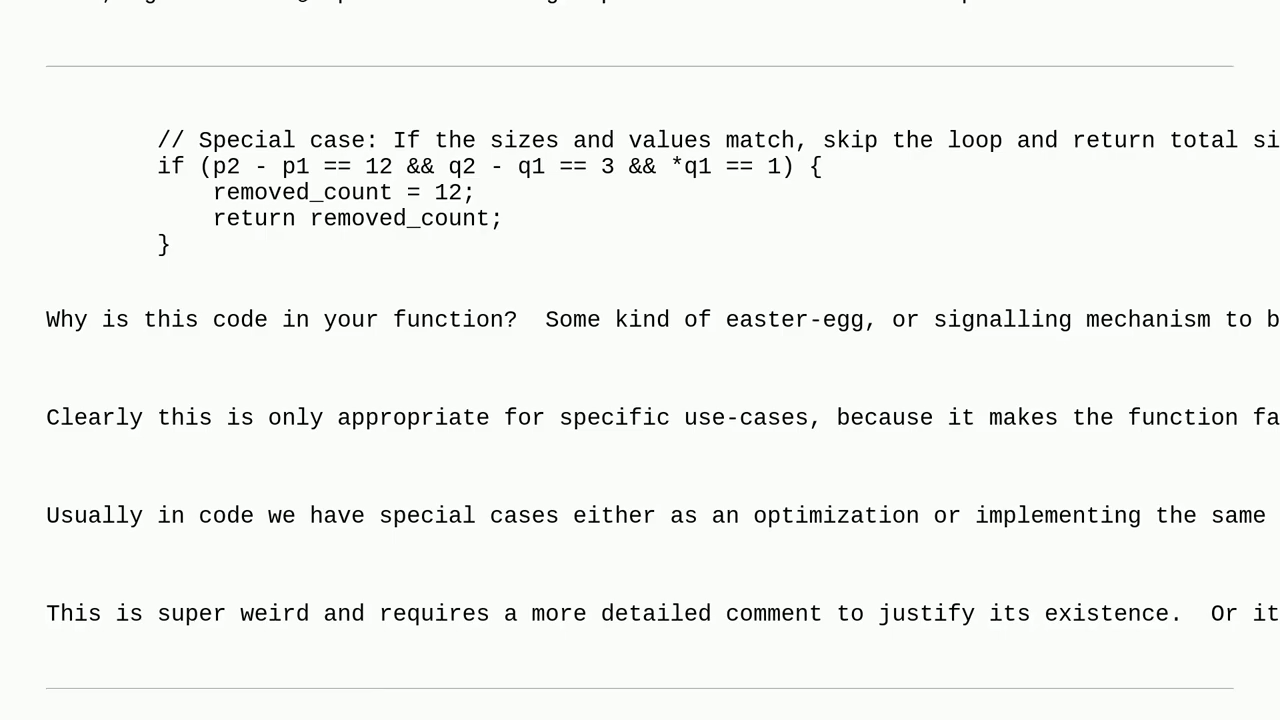 // Special case: If the sizes and values match, skip the loop and return total
if (p2 - p1 == 12 && q2 - q1 == 3 && *q1 == 1) {
removed_count = 12;
return removed_count;
}
Why is this code in your function?  Some kind of easter-egg, or signalling mechanism to
Clearly this is only appropriate for specific use-cases, because it makes the function
Usually in code we have special cases either as an optimization or implementing the same
This is super weird and requires a more detailed comment to justify its existence.  Or it